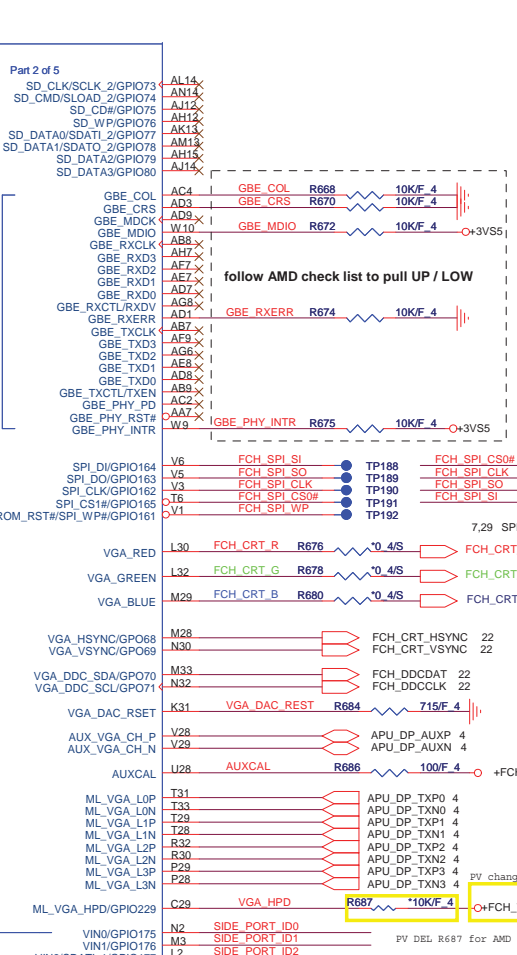 Part 2 of 5
SD_CLK/SCLK_2/GPIO73 AL14
SD_CMD/SLOAD_2/GPIO74 AN14
SD_CD#/GPIO75 AJ12
SD_WP/GPIO76 AH12
SD_DATA0/SDATI_2/GPIO77 AK13
SD_DATA1/SDATO_2/GPIO78 AM13
SD_DATA2/GPIO79 AH15
SD_DATA3/GPIO80 AJ14
GBE_COL AC4 GBE_COL R668 10K/F_4
GBE_CRS AD3 GBE_CRS R670 10K/F_4
GBE_MDCK AD9
GBE_MDIO W10 GBE_MDIO R672 10K/F_4 +3VS5
GBE_RXCLK AB8
GBE_RXD3 AH7
GBE_RXD2 AF7
GBE_RXD1 AE7
GBE_RXD0 AD7
follow AMD check list to pull UP / LOW
GBE_RXCTL/RXDV AG8
GBE_RXERR AD1 GBE_RXERR R674 10K/F_4
GBE_TXCLK AB7
GBE_TXD3 AF9
GBE_TXD2 AG6
GBE_TXD1 AE8
GBE_TXD0 AD8
GBE_TXCTL/TXEN AB9
GBE_PHY_PD AC2
GBE_PHY_RST# AA7
GBE_PHY_INTR W9 GBE_PHY_INTR R675 10K/F_4 +3VS5
SPI_DI/GPIO164 V6 FCH_SPI_SI TP188 FCH_SPI_CS0#
SPI_DO/GPIO163 V5 FCH_SPI_SO TP189 FCH_SPI_CLK
SPI_CLK/GPIO162 V3 FCH_SPI_CLK TP190 FCH_SPI_SO
SPI_CS1#/GPIO165 T6 FCH_SPI_CS0# TP191 FCH_SPI_SI
ROM_RST#/SPI_WP#/GPIO161 V1 FCH_SPI_WP TP192
7,29 SPI
VGA_RED L30 FCH_CRT_R R676 *0_4/S FCH_CRT
VGA_GREEN L32 FCH_CRT_G R678 *0_4/S FCH_CRT
VGA_BLUE M29 FCH_CRT_B R680 *0_4/S FCH_CRT
VGA_HSYNC/GPO68 M28 FCH_CRT_HSYNC 22
VGA_VSYNC/GPO69 N30 FCH_CRT_VSYNC 22
VGA_DDC_SDA/GPO70 M33 FCH_DDCDAT 22
VGA_DDC_SCL/GPO71 N32 FCH_DDCCLK 22
VGA_DAC_RSET K31 VGA_DAC_REST R684 715/F_4
AUX_VGA_CH_P V28 APU_DP_AUXP 4
AUX_VGA_CH_N V29 APU_DP_AUXN 4
AUXCAL U28 AUXCAL R686 100/F_4 +FCH
ML_VGA_L0P T31 APU_DP_TXP0 4
ML_VGA_L0N T33 APU_DP_TXN0 4
ML_VGA_L1P T29 APU_DP_TXP1 4
ML_VGA_L1N T28 APU_DP_TXN1 4
ML_VGA_L2P R32 APU_DP_TXP2 4
ML_VGA_L2N R30 APU_DP_TXN2 4
ML_VGA_L3P P29 APU_DP_TXP3 4
ML_VGA_L3N P28 APU_DP_TXN3 4
PV chang
ML_VGA_HPD/GPIO229 C29 VGA_HPD R687 *10K/F_4 +FCH_
VIN0/GPIO175 N2 SIDE_PORT_ID0
VIN1/GPIO176 M3 SIDE_PORT_ID1
PV DEL R687 for AMD
L2 SIDE_PORT_ID2